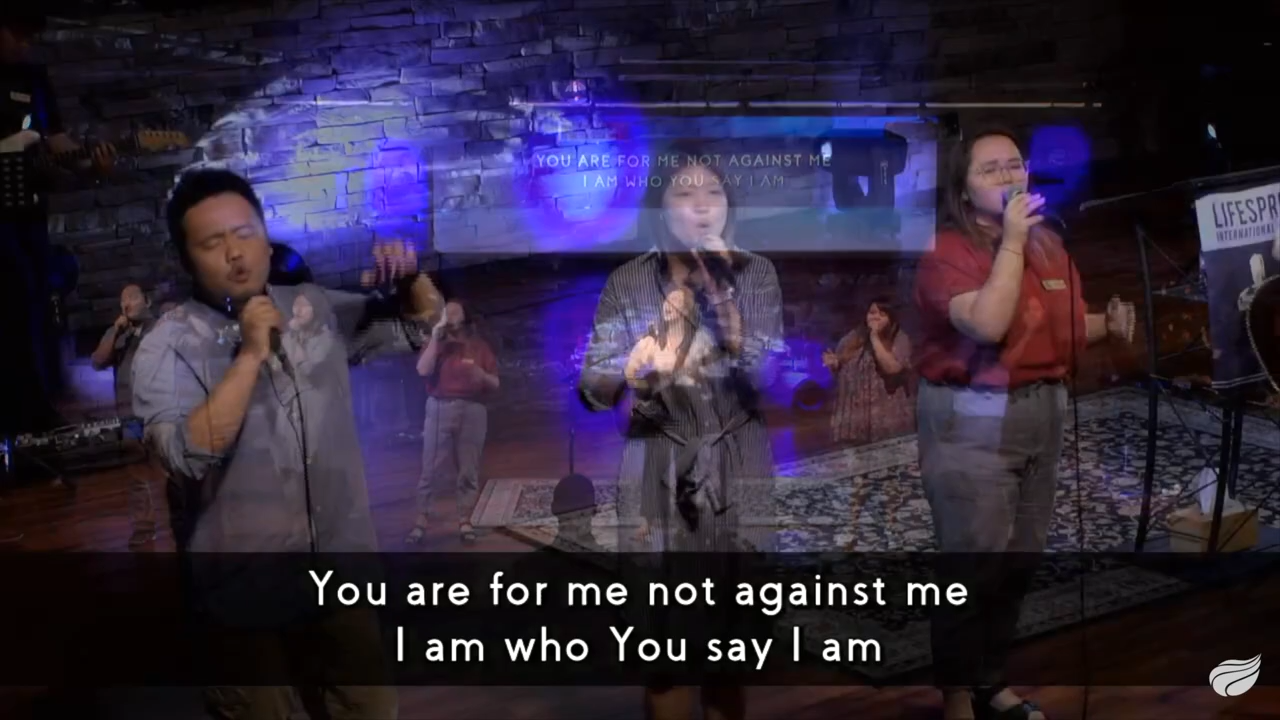 YOU ARE FOR ME NOT AGAINST ME
I AM WHO YOU SAY I AM
LIFESPR
INTERNATIONAL
You are for me not against me
I am who You say I am